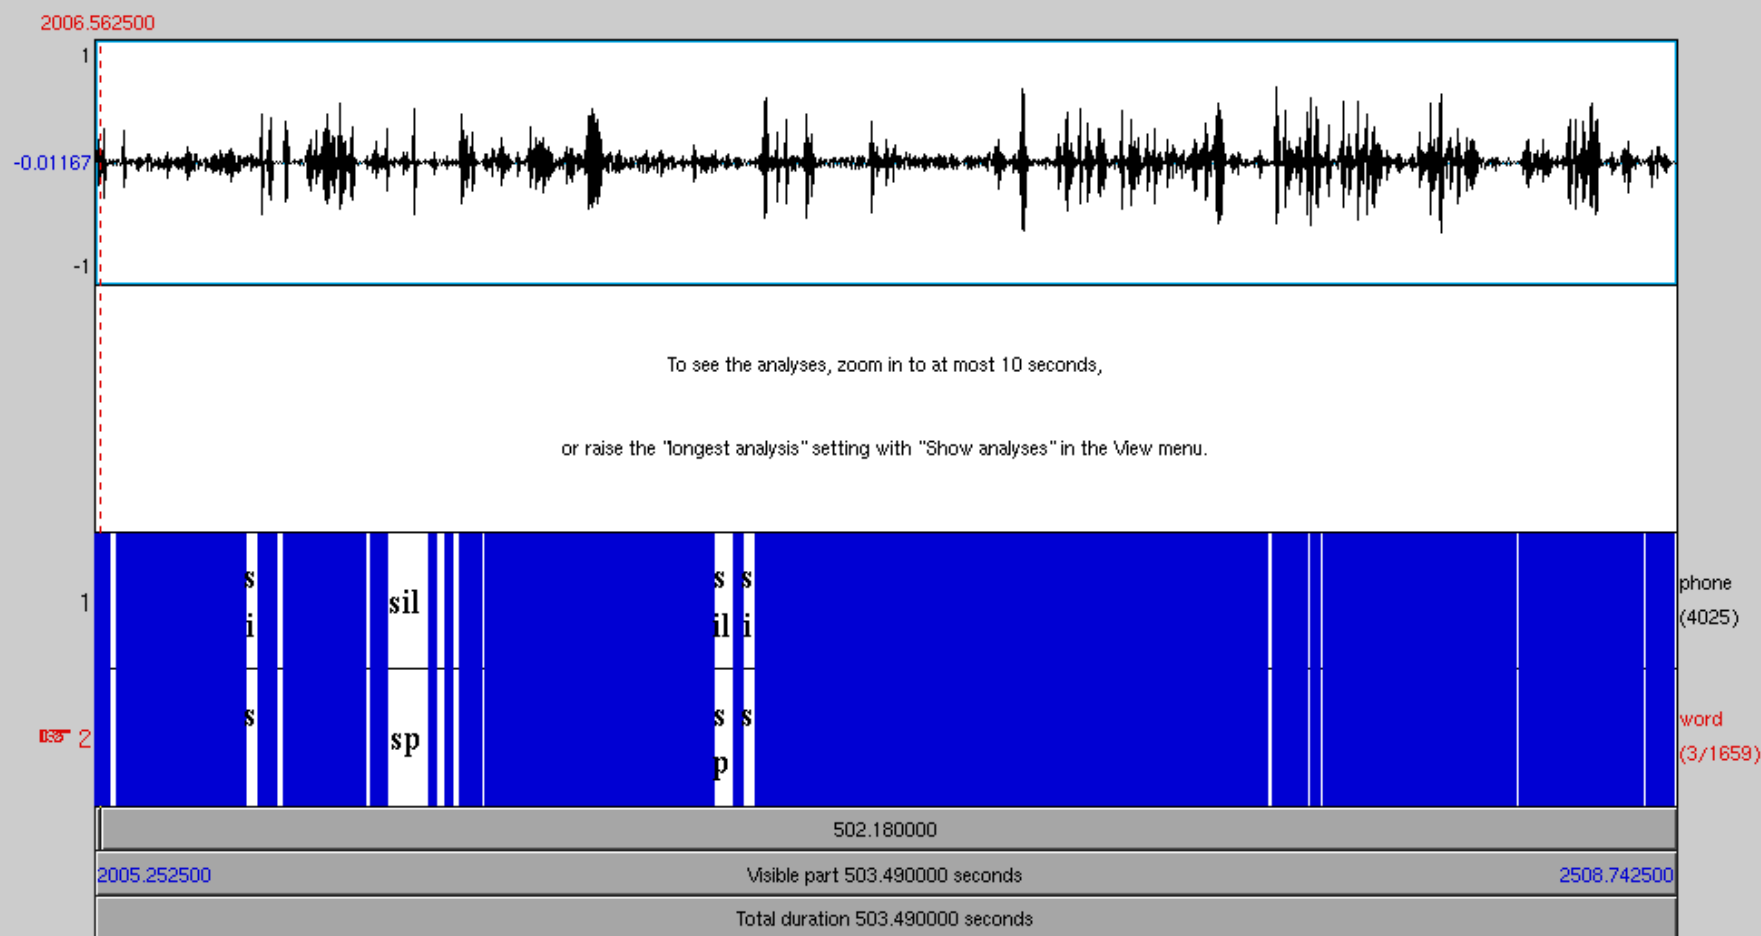 2006.562500
1
-0.01167
-1
To see the analyses, zoom in to at most 10 seconds,
or raise the "longest analysis" setting with "Show analyses" in the View menu.
s
i
sil
s
il
s
i
1
phone
(4025)
s
sp
s
p
s
2
word
(3/1659)
502.180000
2005.252500
Visible part 503.490000 seconds
2508.742500
Total duration 503.490000 seconds